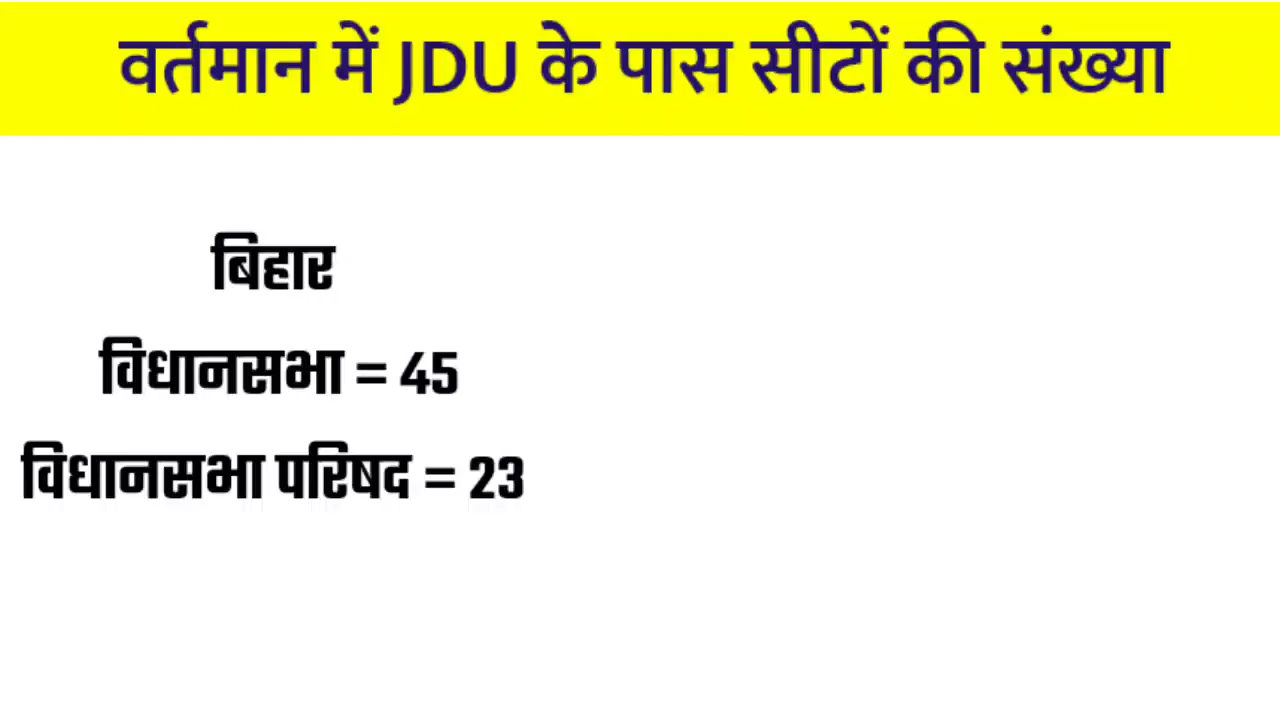 वर्तमान में JDU के पास सीटों की संख्या
बिहार
विधानसभा = 45
विधानसभा परिषद = 23